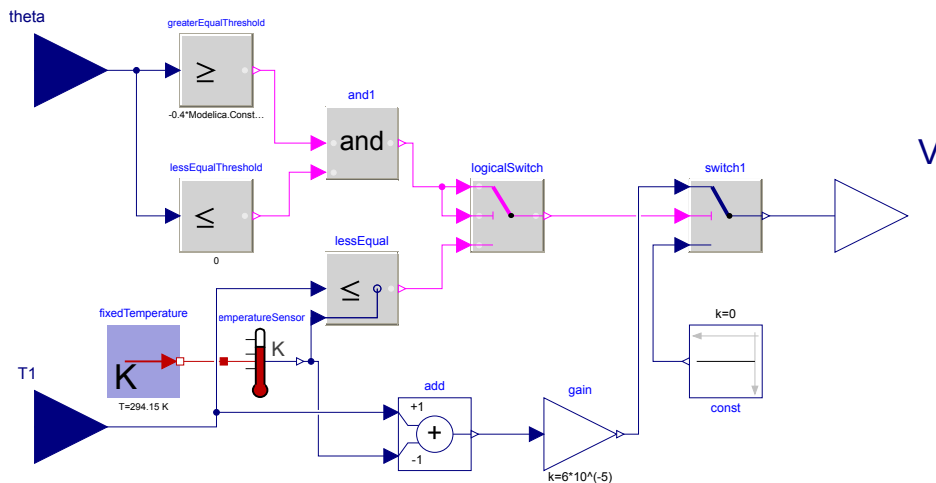 theta
greaterEqualThreshold
≥
-0.4*Modelica.Const...
and1
and
lessEqualThreshold
≤
0
logicalSwitch
switch1
V
lessEqual
≤
fixedTemperature
K
T=294.15 K
emperatureSensor
K
k=0
const
T1
add
+1
+
-1
gain
k=6*10^(-5)